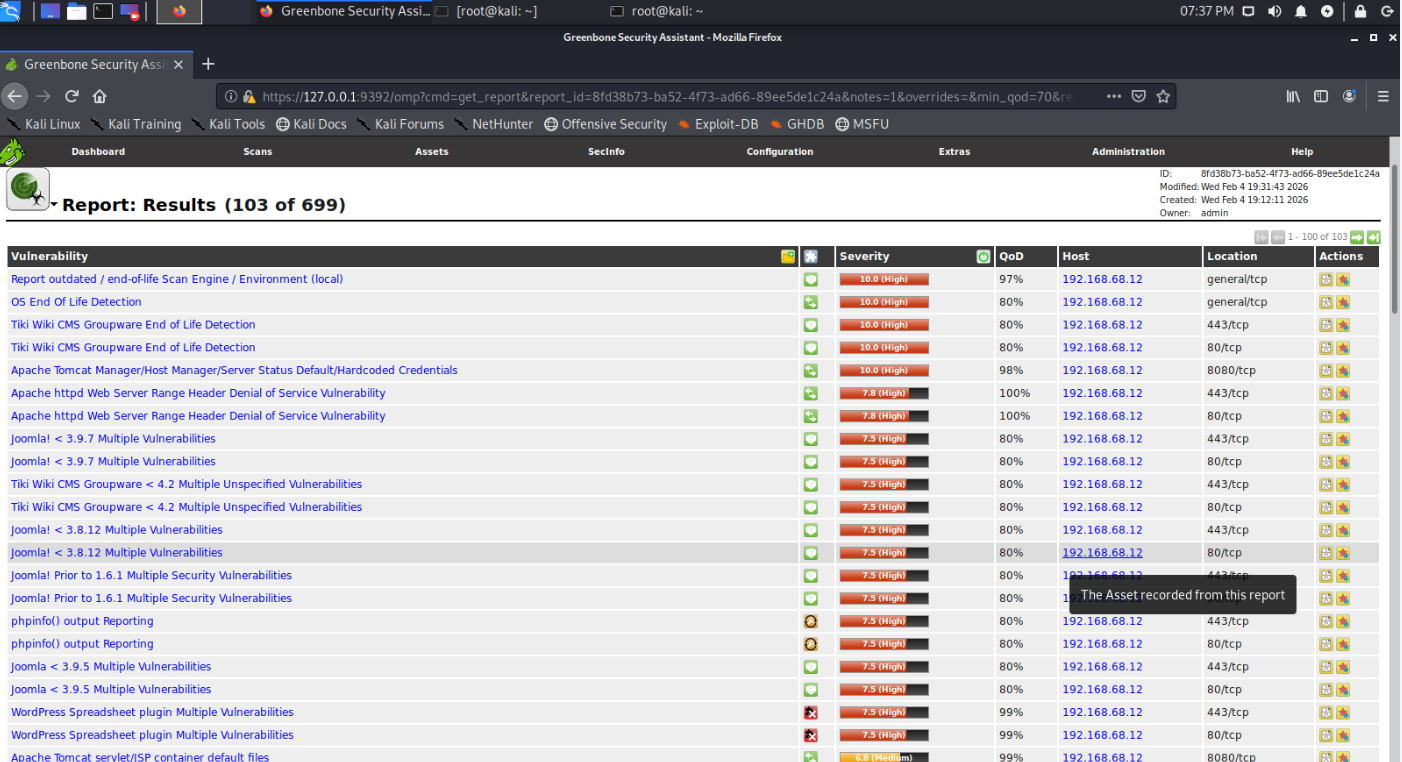 Greenbone Security Assi... [root@kali: ~] root@kali: ~ 07:37 PM
Greenbone Security Assistant - Mozilla Firefox
Greenbone Security Assi
https://127.0.0.1:9392/omp?cmd=get_report&report_id=8fd38b73-ba52-4f73-ad66-89ee5de1c24a&notes=1&overrides=&min_qod=70&re
Kali Linux Kali Training Kali Tools Kali Docs Kali Forums NetHunter Offensive Security Exploit-DB GHDB MSFU
Dashboard Scans Assets SecInfo Configuration Extras Administration Help
ID: 8fd38b73-ba52-4f73-ad66-89ee5de1c24a
Modified: Wed Feb 4 19:31:43 2026
Created: Wed Feb 4 19:12:11 2026
Owner: admin
Report: Results (103 of 699)
1 - 100 of 103
Vulnerability Severity QoD Host Location Actions
Report outdated / end-of-life Scan Engine / Environment (local) 10.0 (High) 97% 192.168.68.12 general/tcp
OS End Of Life Detection 10.0 (High) 80% 192.168.68.12 general/tcp
Tiki Wiki CMS Groupware End of Life Detection 10.0 (High) 80% 192.168.68.12 443/tcp
Tiki Wiki CMS Groupware End of Life Detection 10.0 (High) 80% 192.168.68.12 80/tcp
Apache Tomcat Manager/Host Manager/Server Status Default/Hardcoded Credentials 10.0 (High) 98% 192.168.68.12 8080/tcp
Apache httpd Web Server Range Header Denial of Service Vulnerability 7.8 (High) 100% 192.168.68.12 443/tcp
Apache httpd Web Server Range Header Denial of Service Vulnerability 7.8 (High) 100% 192.168.68.12 80/tcp
Joomla! < 3.9.7 Multiple Vulnerabilities 7.5 (High) 80% 192.168.68.12 443/tcp
Joomla! < 3.9.7 Multiple Vulnerabilities 7.5 (High) 80% 192.168.68.12 80/tcp
Tiki Wiki CMS Groupware < 4.2 Multiple Unspecified Vulnerabilities 7.5 (High) 80% 192.168.68.12 443/tcp
Tiki Wiki CMS Groupware < 4.2 Multiple Unspecified Vulnerabilities 7.5 (High) 80% 192.168.68.12 80/tcp
Joomla! < 3.8.12 Multiple Vulnerabilities 7.5 (High) 80% 192.168.68.12 443/tcp
Joomla! < 3.8.12 Multiple Vulnerabilities 7.5 (High) 80% 192.168.68.12 80/tcp
Joomla! Prior to 1.6.1 Multiple Security Vulnerabilities 7.5 (High) 80% 192.168.68.12 443/tcp
The Asset recorded from this report
Joomla! Prior to 1.6.1 Multiple Security Vulnerabilities 7.5 (High) 80%
phpinfo() output Reporting 7.5 (High) 80% 192.168.68.12 443/tcp
phpinfo() output Reporting 7.5 (High) 80% 192.168.68.12 80/tcp
Joomla < 3.9.5 Multiple Vulnerabilities 7.5 (High) 80% 192.168.68.12 443/tcp
Joomla < 3.9.5 Multiple Vulnerabilities 7.5 (High) 80% 192.168.68.12 80/tcp
WordPress Spreadsheet plugin Multiple Vulnerabilities 7.5 (High) 99% 192.168.68.12 443/tcp
WordPress Spreadsheet plugin Multiple Vulnerabilities 7.5 (High) 99% 192.168.68.12 80/tcp
Apache Tomcat servlet/JSP container default files 6.8 (Medium) 99% 192.168.68.12 8080/tcp